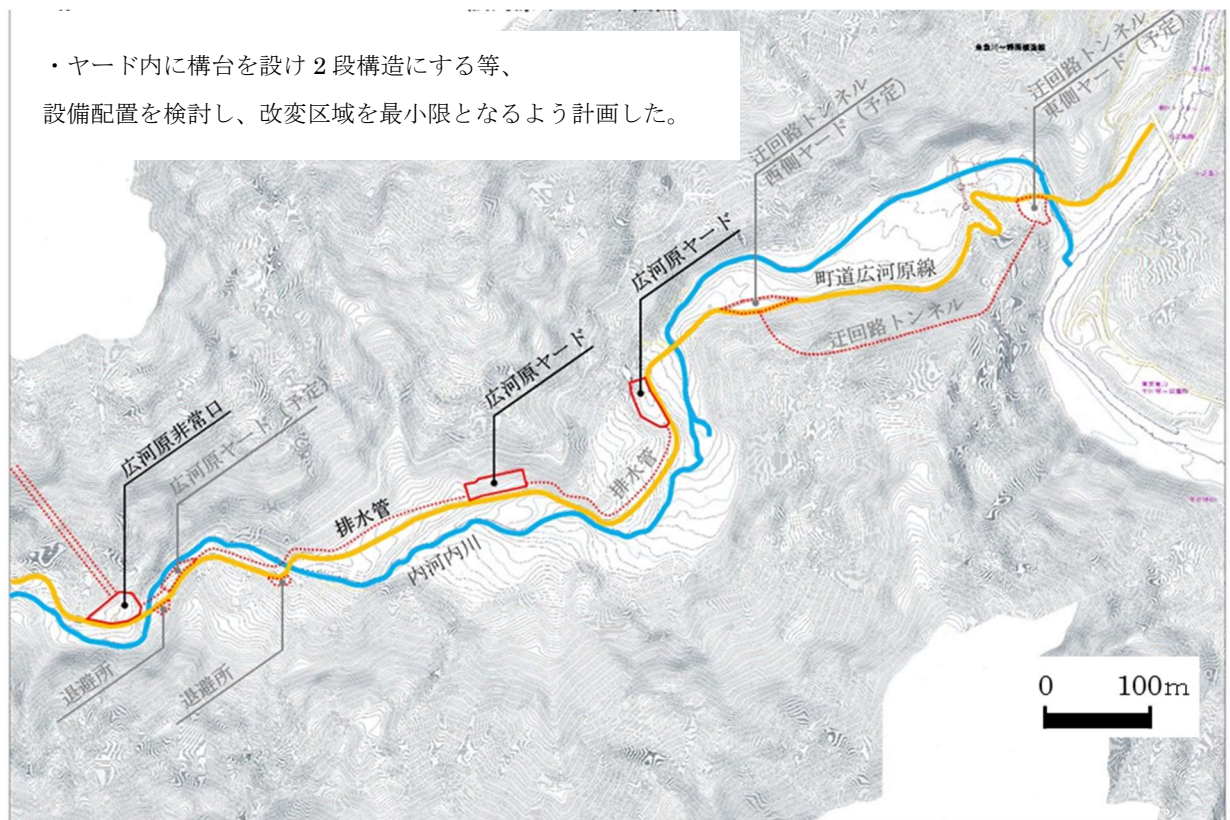 ・ヤード内に構台を設け2段構造にする等、
設備配置を検討し、改変区域を最小限となるよう計画した。
迂回路トンネル
東側ヤード（予定）
迂回路トンネル
西側ヤード（予定）
広河原ヤード
町道広河原線
迂回路トンネル
広河原ヤード
広河原非常口
広河原ヤード（予定）
排水管
排水管
内河内川
退避所
退避所
0 100m